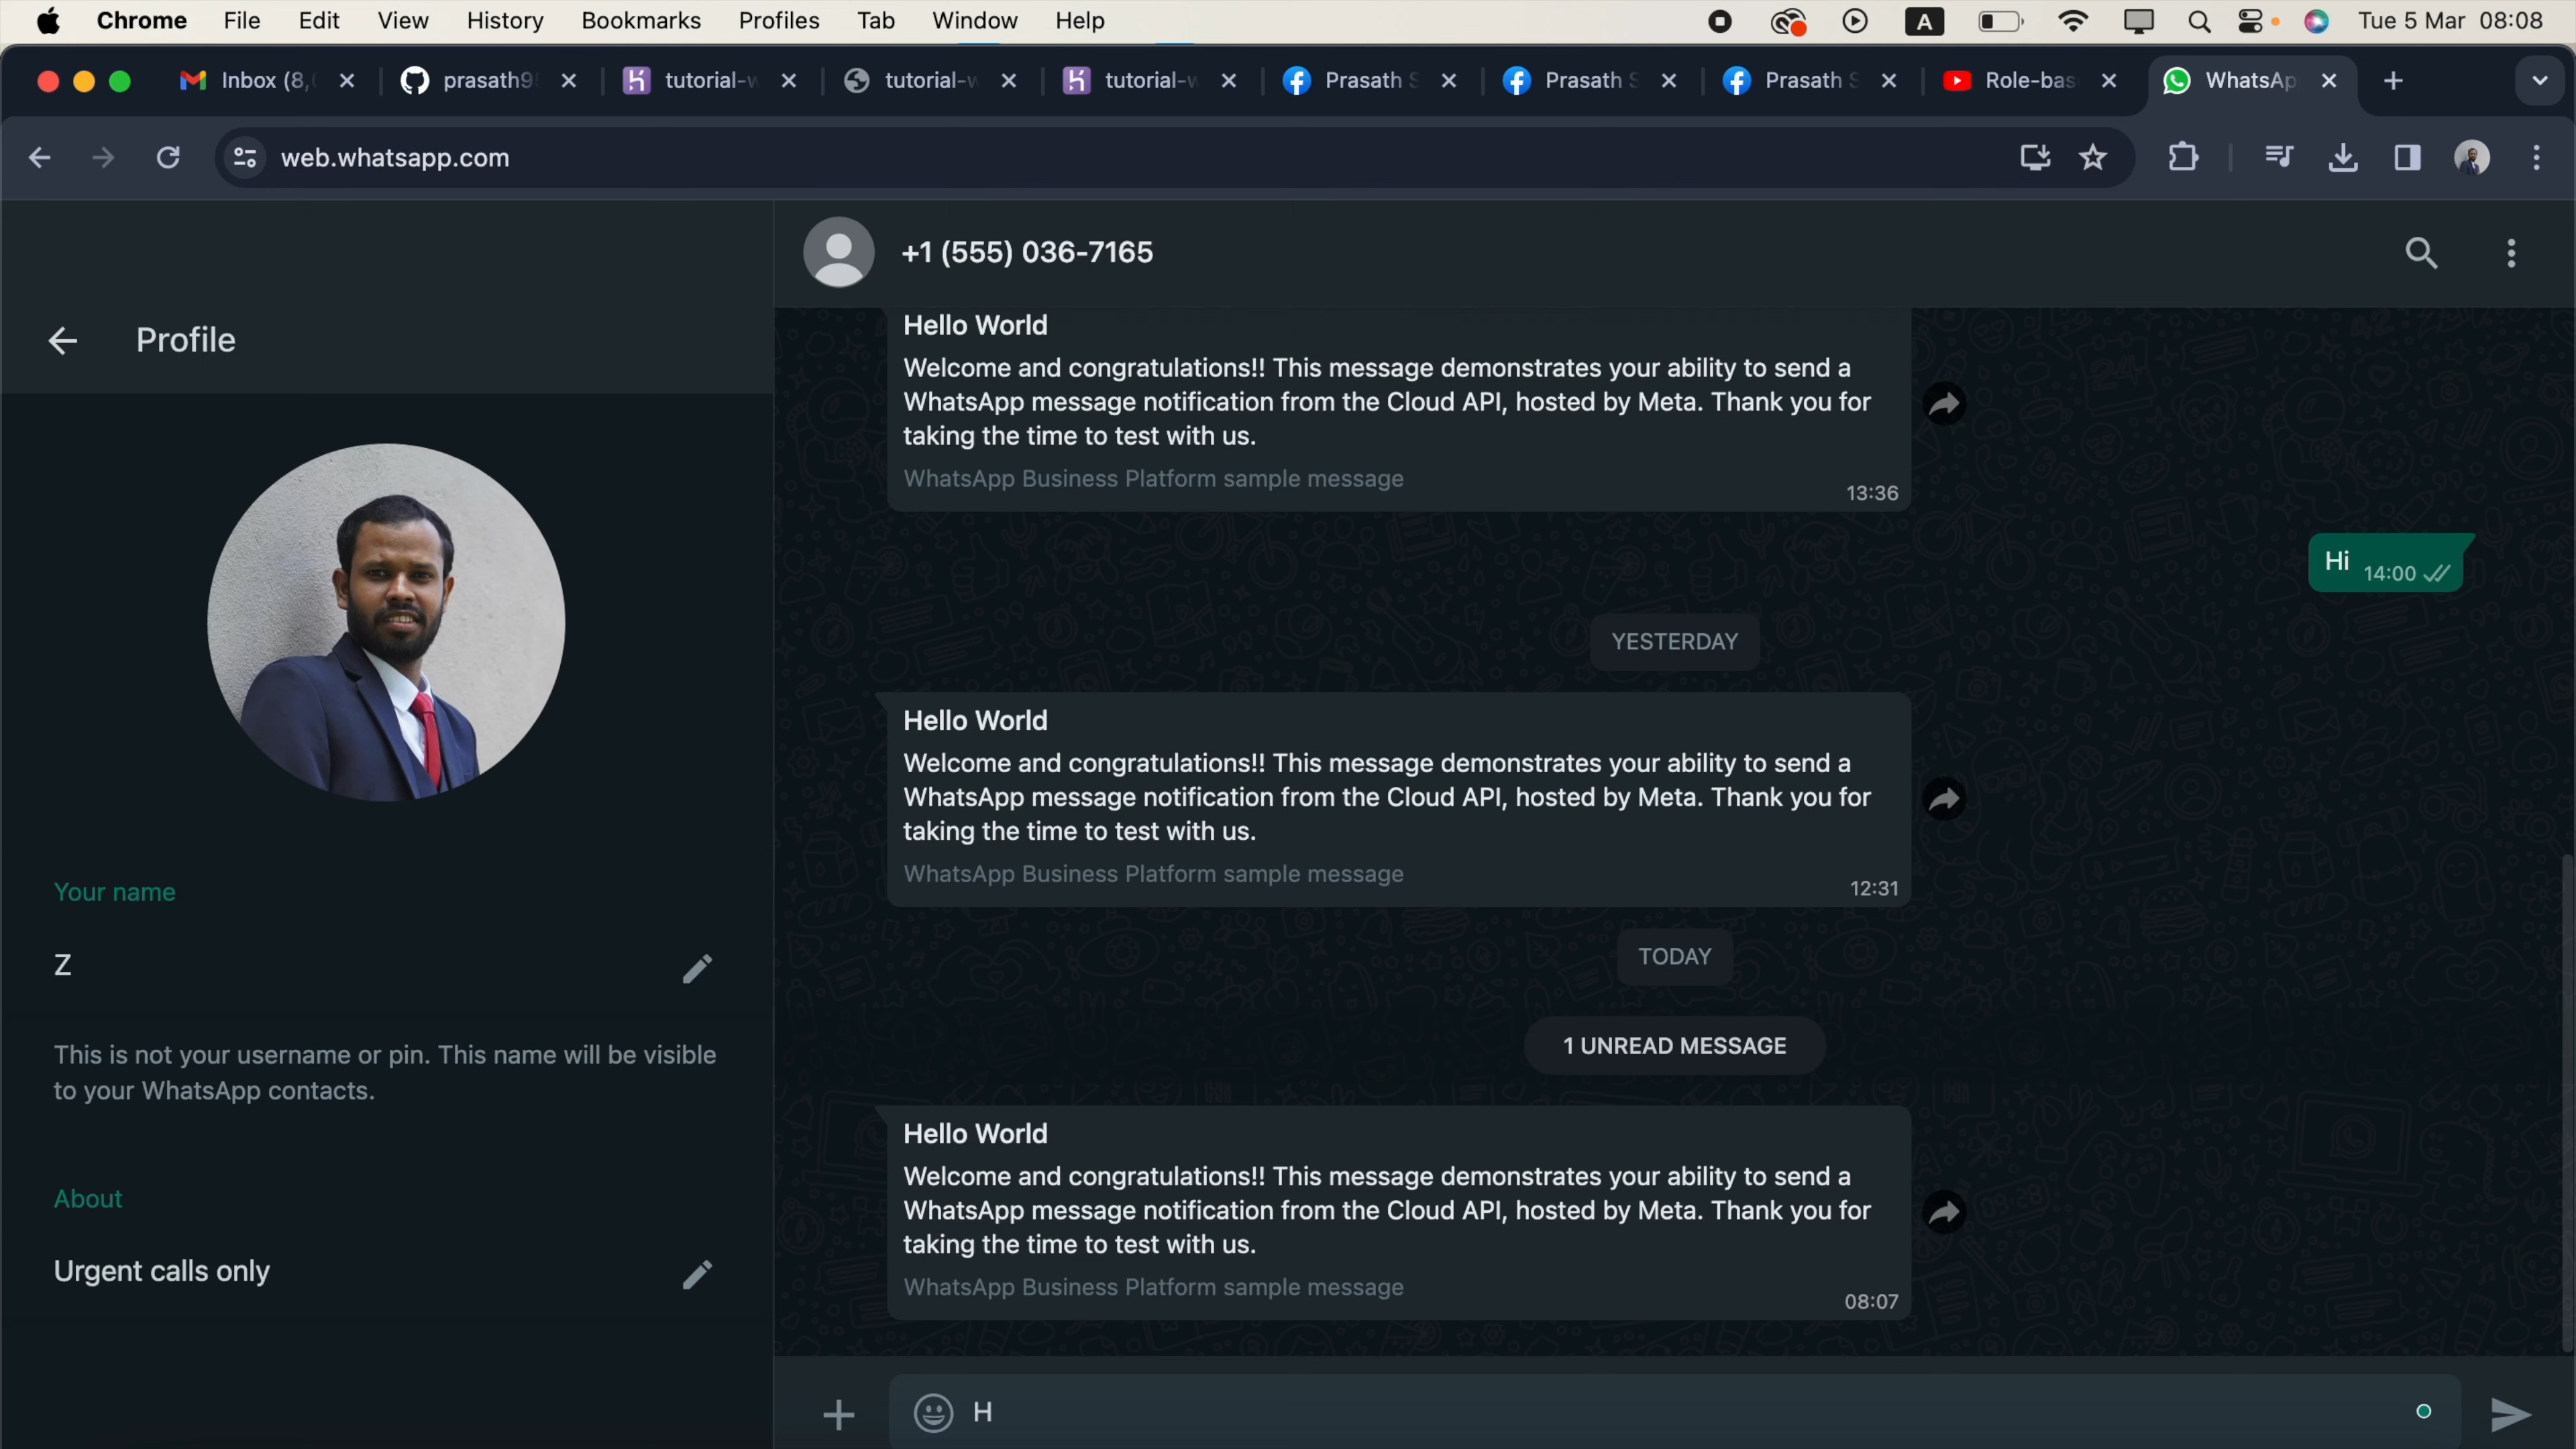 Chrome File Edit View History Bookmarks Profiles Tab Window Help
A
Tue 5 Mar 08:08
Inbox (8,
prasath9
tutorial-w
tutorial-w
tutorial-w
Prasath S
Prasath S
Prasath S
Role-bas
WhatsAp
web.whatsapp.com
Profile
Your name
Z
This is not your username or pin. This name will be visible
to your WhatsApp contacts.
About
Urgent calls only
+1 (555) 036-7165
Hello World
Welcome and congratulations!! This message demonstrates your ability to send a
WhatsApp message notification from the Cloud API, hosted by Meta. Thank you for
taking the time to test with us.
WhatsApp Business Platform sample message
13:36
Hi 14:00
YESTERDAY
Hello World
Welcome and congratulations!! This message demonstrates your ability to send a
WhatsApp message notification from the Cloud API, hosted by Meta. Thank you for
taking the time to test with us.
WhatsApp Business Platform sample message
12:31
TODAY
1 UNREAD MESSAGE
Hello World
Welcome and congratulations!! This message demonstrates your ability to send a
WhatsApp message notification from the Cloud API, hosted by Meta. Thank you for
taking the time to test with us.
WhatsApp Business Platform sample message
08:07
H